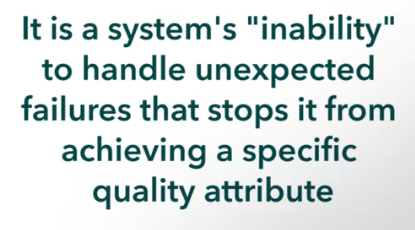 It is a system's "inability"
to handle unexpected
failures that stops it from
achieving a specific
quality attribute